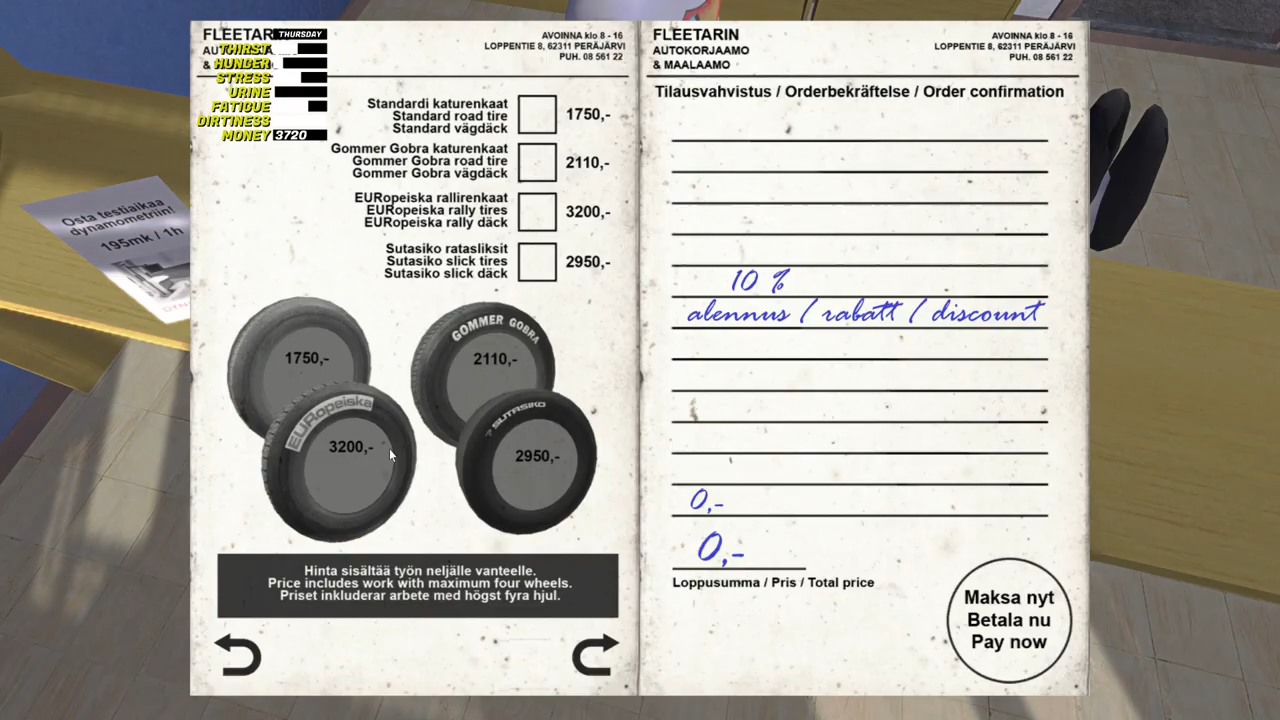 FLEETARIN
THURSDAY
THIRST
HUNGER
STRESS
URINE
FATIGUE
DIRTINESS
MONEY 3720
AVOINNA klo 8 - 16
LOPPENTIE 8, 62311 PERÄJÄRVI
PUH. 08 561 22
Standardi katurenkaat
Standard road tire
Standard vägdäck
1750,-
Gommer Gobra katurenkaat
Gommer Gobra road tire
Gommer Gobra vägdäck
2110,-
EURopeiska rallirenkaat
EURopeiska rally tires
EURopeiska rally däck
3200,-
Sutasiko ratasliksit
Sutasiko slick tires
Sutasiko slick däck
2950,-
1750,-
GOMMER GOBRA
2110,-
EURopeiska
3200,-
SUTASIKO
2950,-
Hinta sisältää työn neljälle vanteelle.
Price includes work with maximum four wheels.
Priset inkluderar arbete med högst fyra hjul.
FLEETARIN
AUTOKORJAAMO
& MAALAAMO
AVOINNA klo 8 - 16
LOPPENTIE 8, 62311 PERÄJÄRVI
PUH. 08 561 22
Tilausvahvistus / Orderbekräftelse / Order confirmation
10 %
alennus / rabatt / discount
0,-
0,-
Loppusumma / Pris / Total price
Maksa nyt
Betala nu
Pay now
Osta testiaikaa
dynamometriin!
195mk / 1h